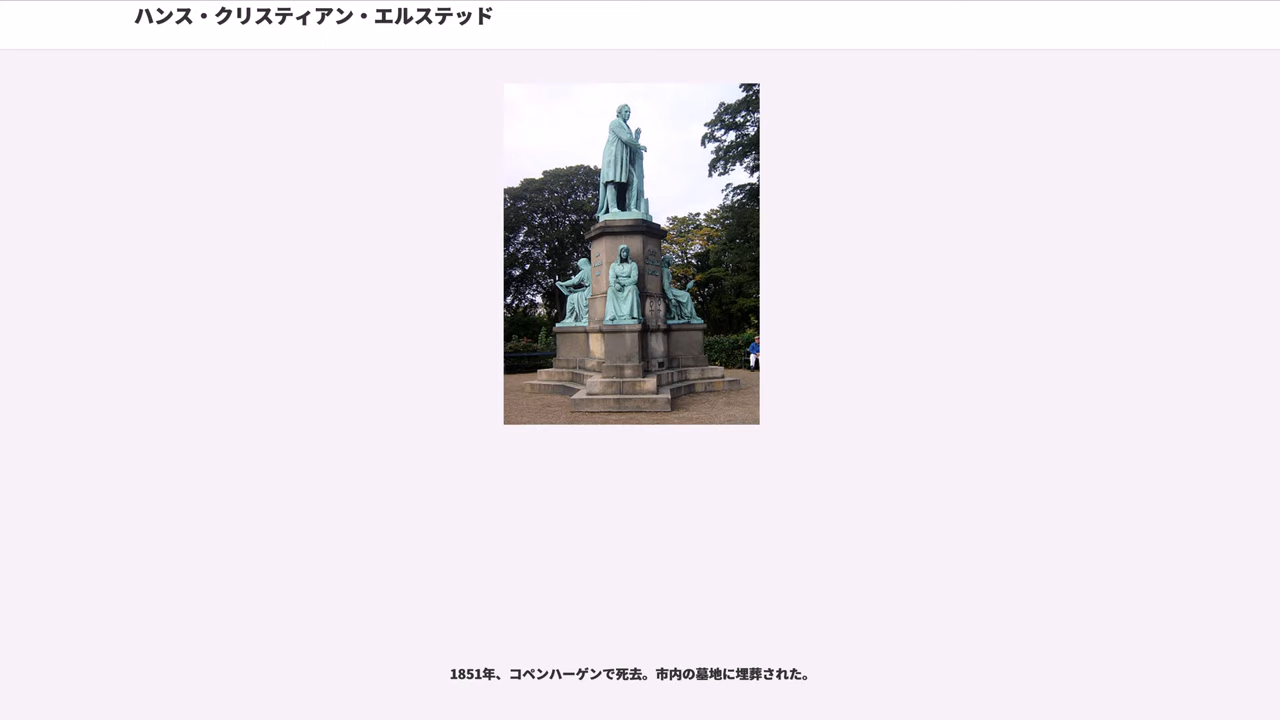 ハンス・クリスティアン・エルステッド
1851年、コペンハーゲンで死去。市内の墓地に埋葬された。